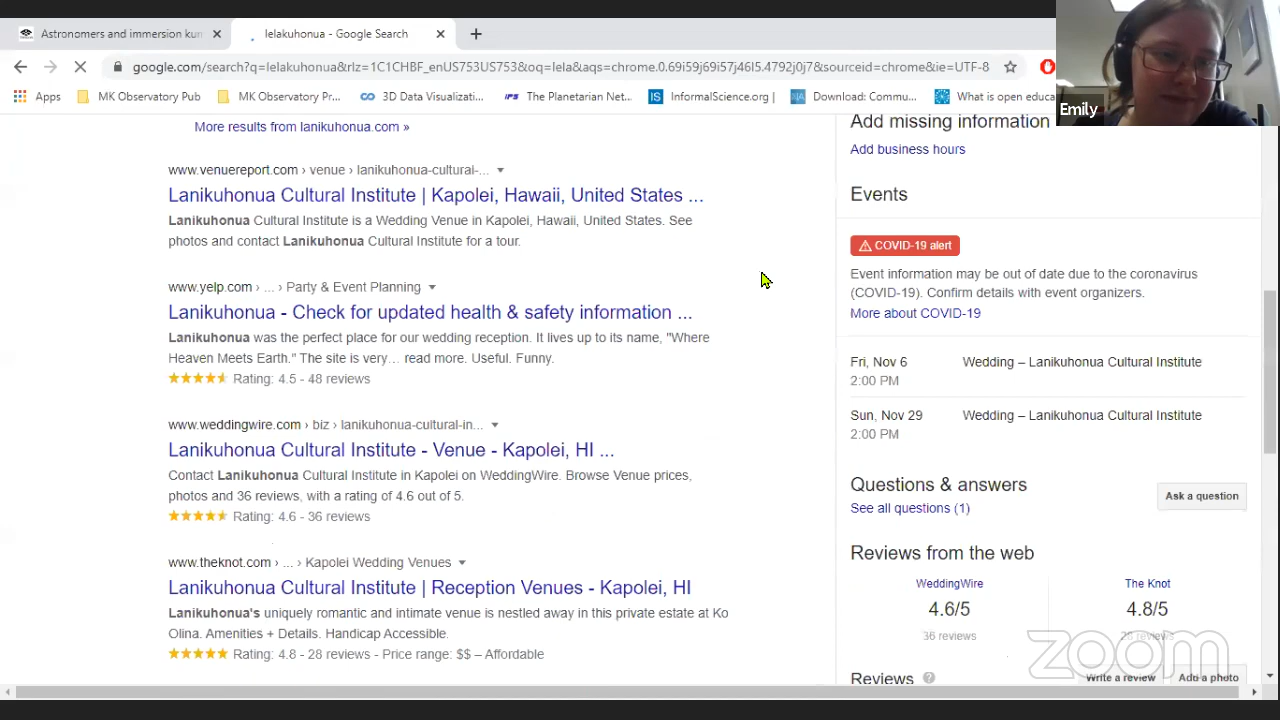 Astronomers and immersion kun
lelakuhonua - Google Search
google.com/search?q=lelakuhonua&rlz=1C1CHBF_enUS753US753&oq=lela&aqs=chrome.0.69i59j69i57j46l5.4792j0j7&sourceid=chrome&ie=UTF-8
Apps
MK Observatory Pub
MK Observatory Pr...
3D Data Visualizati...
The Planetarian Net...
InformalScience.org |
Download: Commu...
What is open educa
Emily
More results from lanikuhonua.com »
www.venuereport.com › venue › lanikuhonua-cultural-...
Lanikuhonua Cultural Institute | Kapolei, Hawaii, United States ...
Lanikuhonua Cultural Institute is a Wedding Venue in Kapolei, Hawaii, United States. See
photos and contact Lanikuhonua Cultural Institute for a tour.
www.yelp.com › ... › Party & Event Planning
Lanikuhonua - Check for updated health & safety information ...
Lanikuhonua was the perfect place for our wedding reception. It lives up to its name, "Where
Heaven Meets Earth." The site is very… read more. Useful. Funny.
Rating: 4.5 - 48 reviews
www.weddingwire.com › biz › lanikuhonua-cultural-in...
Lanikuhonua Cultural Institute - Venue - Kapolei, HI ...
Contact Lanikuhonua Cultural Institute in Kapolei on WeddingWire. Browse Venue prices,
photos and 36 reviews, with a rating of 4.6 out of 5.
Rating: 4.6 - 36 reviews
www.theknot.com › ... › Kapolei Wedding Venues
Lanikuhonua Cultural Institute | Reception Venues - Kapolei, HI
Lanikuhonua's uniquely romantic and intimate venue is nestled away in this private estate at Ko
Olina. Amenities + Details. Handicap Accessible.
Rating: 4.8 - 28 reviews - Price range: $$ – Affordable
Add missing information
Add business hours
Events
COVID-19 alert
Event information may be out of date due to the coronavirus
(COVID-19). Confirm details with event organizers.
More about COVID-19
Fri, Nov 6 Wedding – Lanikuhonua Cultural Institute
2:00 PM
Sun, Nov 29 Wedding – Lanikuhonua Cultural Institute
2:00 PM
Questions & answers
Ask a question
See all questions (1)
Reviews from the web
WeddingWire The Knot
4.6/5 4.8/5
36 reviews 28 reviews
zoom
Reviews
Write a review
Add a photo